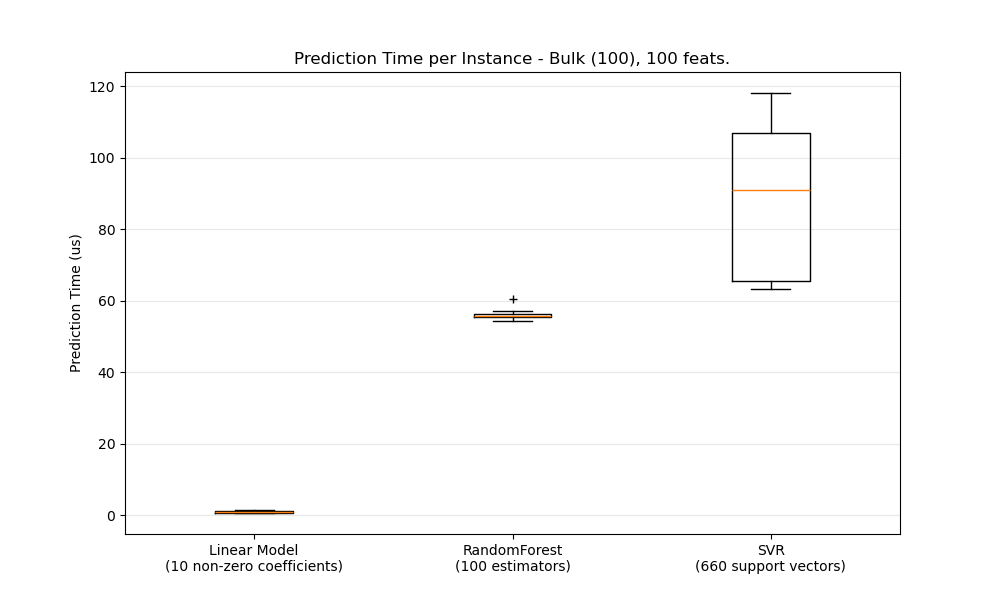 Prediction Time per Instance - Bulk (100), 100 feats.
120
100
80
60
40
20
0
Prediction Time (us)
Linear Model
(10 non-zero coefficients)
RandomForest
(100 estimators)
SVR
(660 support vectors)